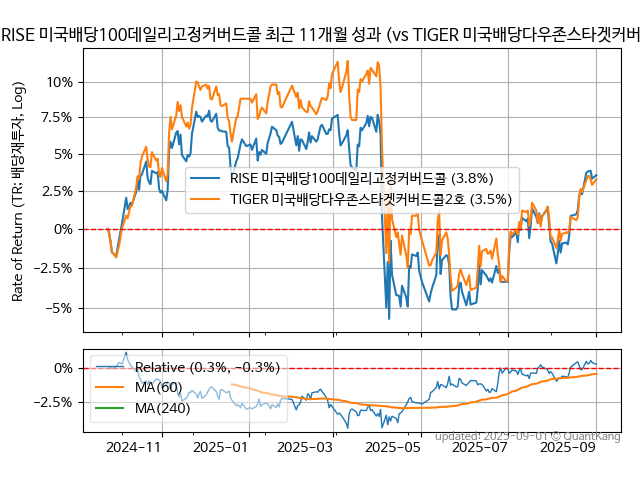 RISE 미국배당100데일리고정커버드콜 최근 11개월 성과 (vs TIGER 미국배당다우존스타겟커버
Rate of Return (TR: 배당재투자, Log)
10%
7.5%
5%
2.5%
0%
−2.5%
−5%
RISE 미국배당100데일리고정커버드콜 (3.8%)
TIGER 미국배당다우존스타겟커버드콜2호 (3.5%)
0%
−2.5%
Relative (0.3%, −0.3%)
MA(60)
MA(240)
updated: 2025-09-01 © QuantKang
2024−11
2025−01
2025−03
2025−05
2025−07
2025−09